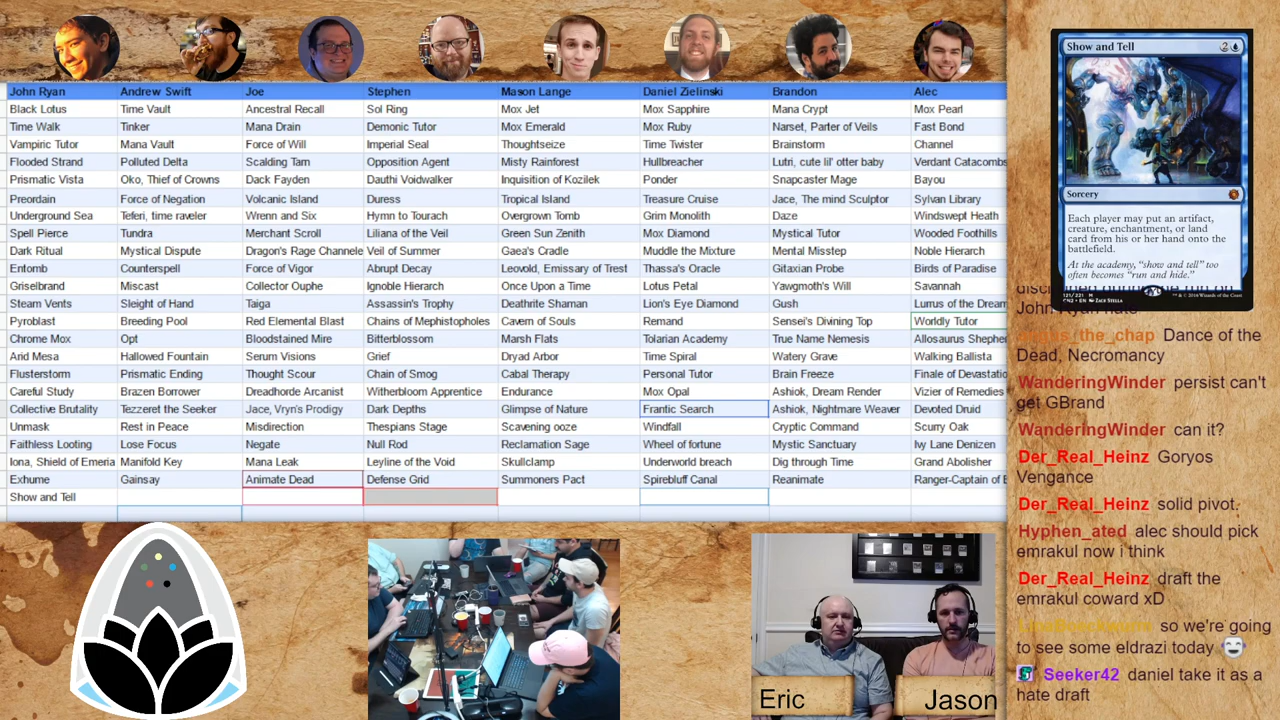 John Ryan Andrew Swift Joe Stephen Mason Lange Daniel Zielinski Brandon Alec
Black Lotus Time Vault Ancestral Recall Sol Ring Mox Jet Mox Sapphire Mana Crypt Mox Pearl
Time Walk Tinker Mana Drain Demonic Tutor Mox Emerald Mox Ruby Narset, Parter of Veils Fast Bond
Vampiric Tutor Mana Vault Force of Will Imperial Seal Thoughtseize Time Twister Brainstorm Channel
Flooded Strand Polluted Delta Scalding Tarn Opposition Agent Misty Rainforest Hullbreacher Lutri, cute lil' otter baby Verdant Catacombs
Prismatic Vista Oko, Thief of Crowns Dack Fayden Dauthi Voidwalker Inquisition of Kozilek Ponder Snapcaster Mage Bayou
Preordain Force of Negation Volcanic Island Duress Tropical Island Treasure Cruise Jace, The mind Sculptor Sylvan Library
Underground Sea Teferi, time raveler Wrenn and Six Hymn to Tourach Overgrown Tomb Grim Monolith Daze Windswept Heath
Spell Pierce Tundra Merchant Scroll Liliana of the Veil Green Sun Zenith Mox Diamond Mystical Tutor Wooded Foothills
Dark Ritual Mystical Dispute Dragon's Rage Channele Veil of Summer Gaea's Cradle Muddle the Mixture Mental Misstep Noble Hierarch
Entomb Counterspell Force of Vigor Abrupt Decay Leovold, Emissary of Trest Thassa's Oracle Gitaxian Probe Birds of Paradise
Griselbrand Miscast Collector Ouphe Ignoble Hierarch Once Upon a Time Lotus Petal Yawgmoth's Will Savannah
Steam Vents Sleight of Hand Taiga Assassin's Trophy Deathrite Shaman Lion's Eye Diamond Gush Lurrus of the Dream
Pyroblast Breeding Pool Red Elemental Blast Chains of Mephistopheles Cavern of Souls Remand Sensei's Divining Top Worldly Tutor
Chrome Mox Opt Bloodstained Mire Bitterblossom Marsh Flats Tolarian Academy True Name Nemesis Allosaurus Shepher
Arid Mesa Hallowed Fountain Serum Visions Grief Dryad Arbor Time Spiral Watery Grave Walking Ballista
Flusterstorm Prismatic Ending Thought Scour Chain of Smog Cabal Therapy Personal Tutor Brain Freeze Finale of Devastatio
Careful Study Brazen Borrower Dreadhorde Arcanist Witherbloom Apprentice Endurance Mox Opal Ashiok, Dream Render Vizier of Remedies
Collective Brutality Tezzeret the Seeker Jace, Vryn's Prodigy Dark Depths Glimpse of Nature Frantic Search Ashiok, Nightmare Weaver Devoted Druid
Unmask Rest in Peace Misdirection Thespians Stage Scavening ooze Windfall Cryptic Command Scurry Oak
Faithless Looting Lose Focus Negate Null Rod Reclamation Sage Wheel of fortune Mystic Sanctuary Ivy Lane Denizen
Iona, Shield of Emeria Manifold Key Mana Leak Leyline of the Void Skullclamp Underworld breach Dig through Time Grand Abolisher
Exhume Gainsay Animate Dead Defense Grid Summoners Pact Spirebluff Canal Reanimate Ranger-Captain of E
Show and Tell
Show and Tell 2
Sorcery
Each player may put an artifact,
creature, enchantment, or land
card from his or her hand onto the
battlefield.
At the academy, “show and tell” too
often becomes “run and hide.”
John Ryan hate
the_chap Dance of the
Dead, Necromancy
WanderingWinder persist can't
get GBrand
WanderingWinder can it?
Der_Real_Heinz Goryos
Vengance
Der_Real_Heinz solid pivot.
Hyphen_ated alec should pick
emrakul now i think
Der_Real_Heinz draft the
emrakul coward xD
so we're going
to see some eldrazi today
Seeker42 daniel take it as a
hate draft
Eric
Jason